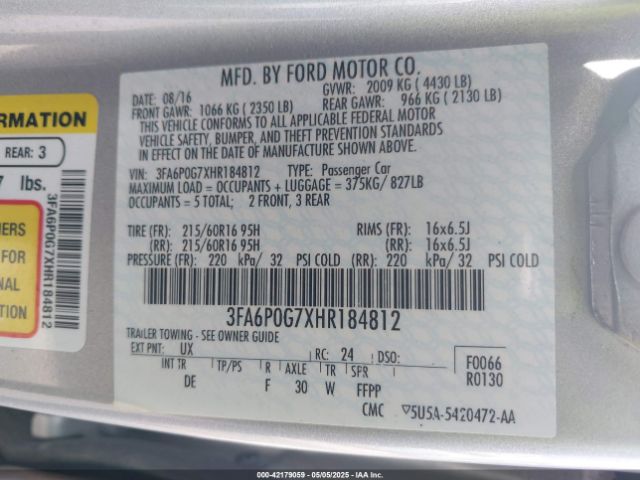 MFD. BY FORD MOTOR CO.
DATE: 08/16 GVWR: 2009 KG ( 4430 LB)
FRONT GAWR: 1066 KG ( 2350 LB) REAR GAWR: 966 KG ( 2130 LB)
THIS VEHICLE CONFORMS TO ALL APPLICABLE FEDERAL MOTOR
VEHICLE SAFETY, BUMPER, AND THEFT PREVENTION STANDARDS
IN EFFECT ON THE DATE OF MANUFACTURE SHOWN ABOVE.
VIN: 3FA6P0G7XHR184812 TYPE: Passenger Car
MAXIMUM LOAD = OCCUPANTS + LUGGAGE = 375KG/ 827LB
OCCUPANTS = 5 TOTAL; 2 FRONT, 3 REAR
TIRE (FR): 215/60R16 95H RIMS (FR): 16x6.5J
(RR): 215/60R16 95H (RR): 16x6.5J
PRESSURE (FR): 220 kPa/ 32 PSI COLD (RR): 220 kPa/ 32 PSI COLD
3FA6P0G7XHR184812
TRAILER TOWING - SEE OWNER GUIDE
EXT PNT: UX RC: 24 DSO: F0066
INT TR TP/PS R AXLE TR SPR R0130
DE F 30 W FFPP
CMC ▽5U5A-5420472-AA
ORMATION
REAR: 3
7 lbs.
3FA6P0G7XHR184812
FOR
NAL
000-42179059 - 05/05/2025 - IAA, Inc.